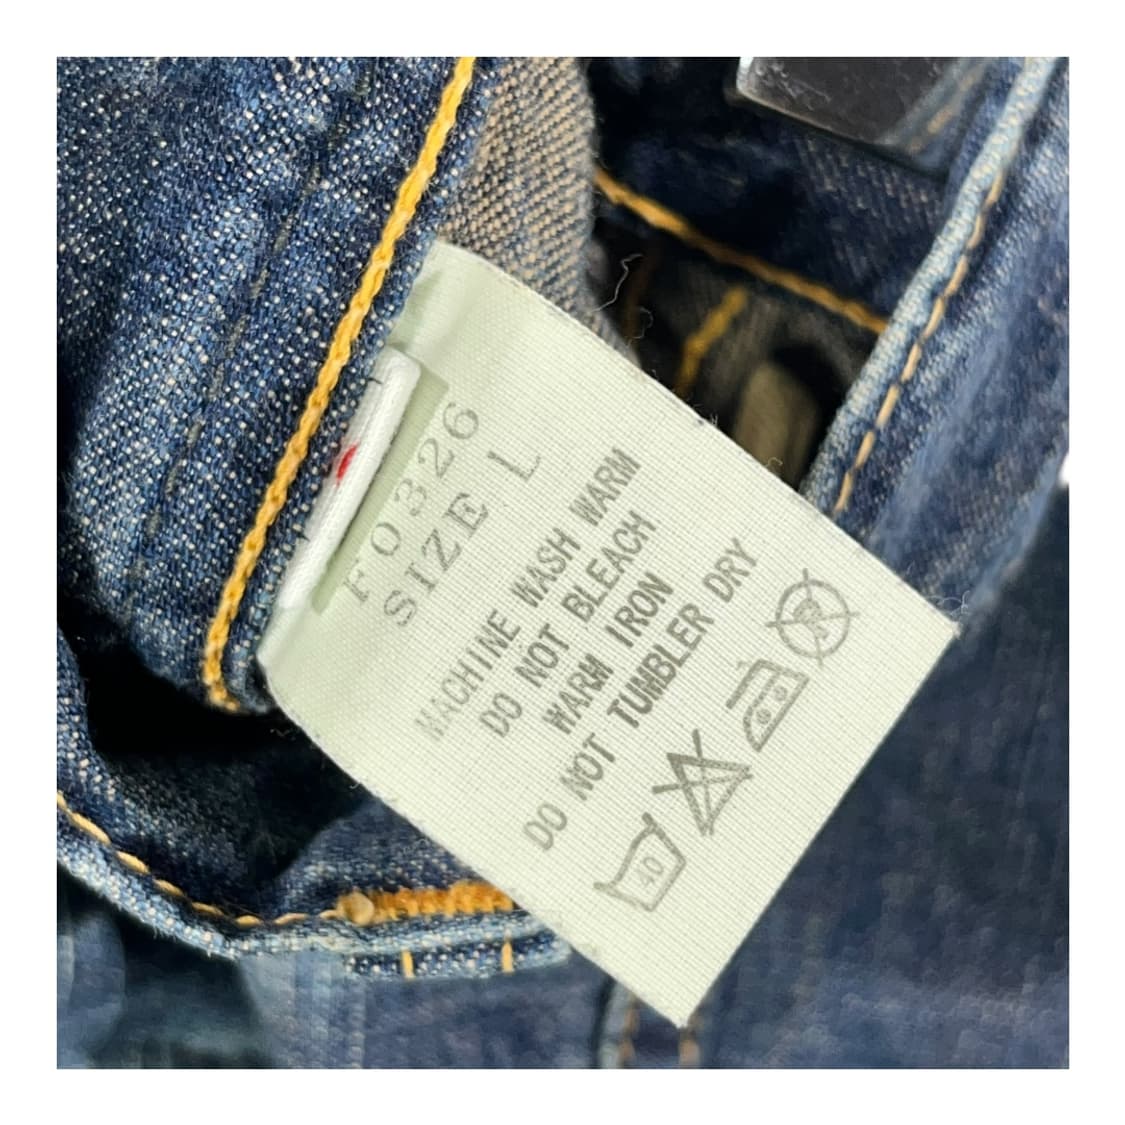 F0326
SIZE L
MACHINE WASH WARM
DO NOT BLEACH
WARM IRON
DO NOT TUMBLER DRY
40